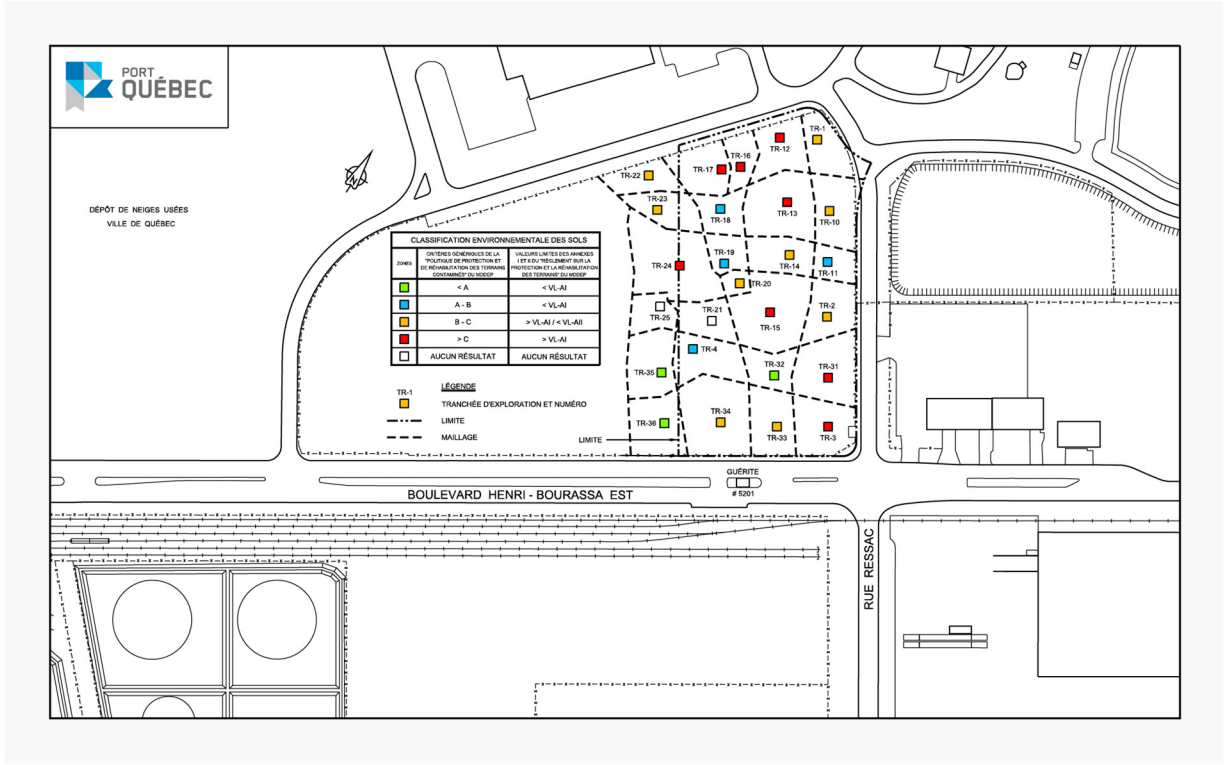 PORT
QUÉBEC
DÉPÔT DE NEIGES USÉES
VILLE DE QUÉBEC
N
CLASSIFICATION ENVIRONNEMENTALE DES SOLS
ZONES
CRITÈRES GÉNÉRIQUES DE LA
"POLITIQUE DE PROTECTION ET
DE RÉHABILITATION DES TERRAINS
CONTAMINÉS" DU MDDEP
VALEURS LIMITES DES ANNEXES
I ET II DU "RÈGLEMENT SUR LA
PROTECTION ET LA RÉHABILITATION
DES TERRAINS" DU MDDEP
< A
< VL-AI
A - B
< VL-AI
B - C
> VL-AI / < VL-AII
> C
> VL-AI
AUCUN RÉSULTAT
AUCUN RÉSULTAT
LÉGENDE
TR-1
TRANCHÉE D'EXPLORATION ET NUMÉRO
LIMITE
MAILLAGE
TR-1
TR-12
TR-16
TR-17
TR-22
TR-23
TR-18
TR-13
TR-10
TR-24
TR-19
TR-14
TR-11
TR-20
TR-25
TR-21
TR-15
TR-2
TR-4
TR-35
TR-32
TR-31
TR-36
TR-34
TR-33
TR-3
LIMITE
GUÉRITE
# 5201
BOULEVARD HENRI - BOURASSA EST
RUE RESSAC